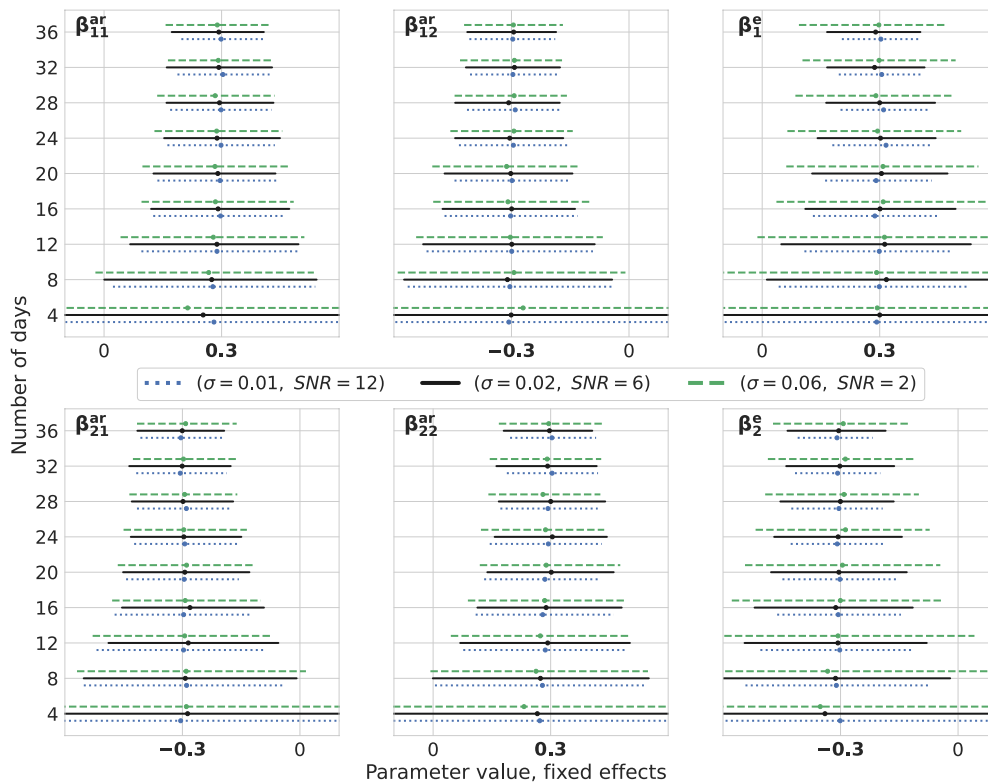 β₁₁ᵃʳ
β₁₂ᵃʳ
β₁ᵉ
36
32
28
24
20
16
12
8
4
0
0.3
−0.3
0
0
0.3
Number of days
(σ = 0.01, SNR = 12)
(σ = 0.02, SNR = 6)
(σ = 0.06, SNR = 2)
β₂₁ᵃʳ
β₂₂ᵃʳ
β₂ᵉ
36
32
28
24
20
16
12
8
4
−0.3
0
0
0.3
−0.3
0
Parameter value, fixed effects